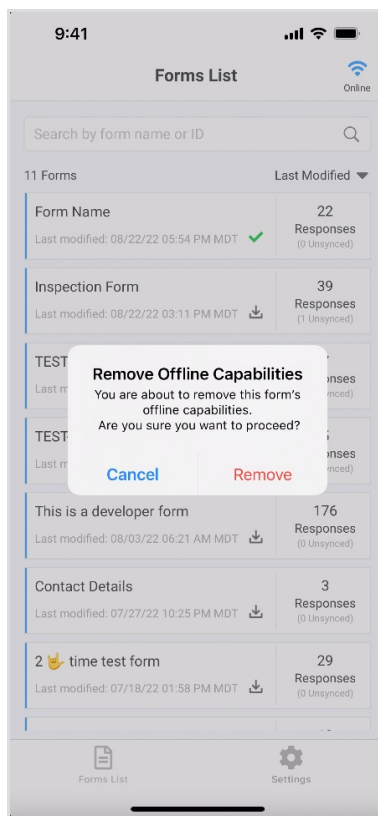 9:41
Forms List
Online
Search by form name or ID
11 Forms
Last Modified
Form Name
22
Responses
Last modified: 08/22/22 05:54 PM MDT
(0 Unsynced)
Inspection Form
39
Responses
Last modified: 08/22/22 03:11 PM MDT
(1 Unsynced)
TEST
Remove Offline Capabilities
You are about to remove this form's
offline capabilities.
Are you sure you want to proceed?
TEST
Cancel
Remove
This is a developer form
176
Responses
Last modified: 08/03/22 06:21 AM MDT
(0 Unsynced)
Contact Details
3
Responses
Last modified: 07/27/22 10:25 PM MDT
(0 Unsynced)
2 🤟 time test form
29
Responses
Last modified: 07/18/22 01:58 PM MDT
(0 Unsynced)
Forms List
Settings